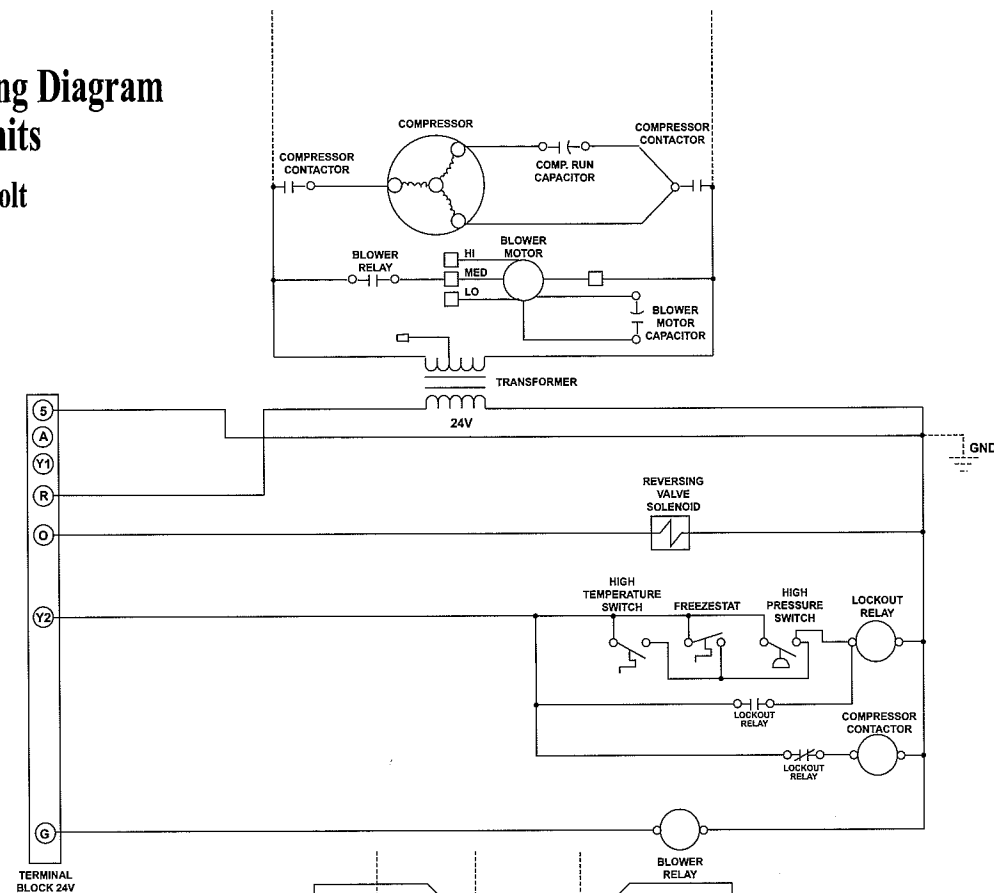 ng Diagram
nits
olt
COMPRESSOR
COMPRESSOR
CONTACTOR
COMP. RUN
CAPACITOR
COMPRESSOR
CONTACTOR
BLOWER
RELAY
HI
MED
LO
BLOWER
MOTOR
BLOWER
MOTOR
CAPACITOR
TRANSFORMER
24V
5
A
Y1
R
O
Y2
G
TERMINAL
BLOCK 24V
GND
REVERSING
VALVE
SOLENOID
HIGH
TEMPERATURE
SWITCH
FREEZESTAT
HIGH
PRESSURE
SWITCH
LOCKOUT
RELAY
LOCKOUT
RELAY
COMPRESSOR
CONTACTOR
LOCKOUT
RELAY
BLOWER
RELAY